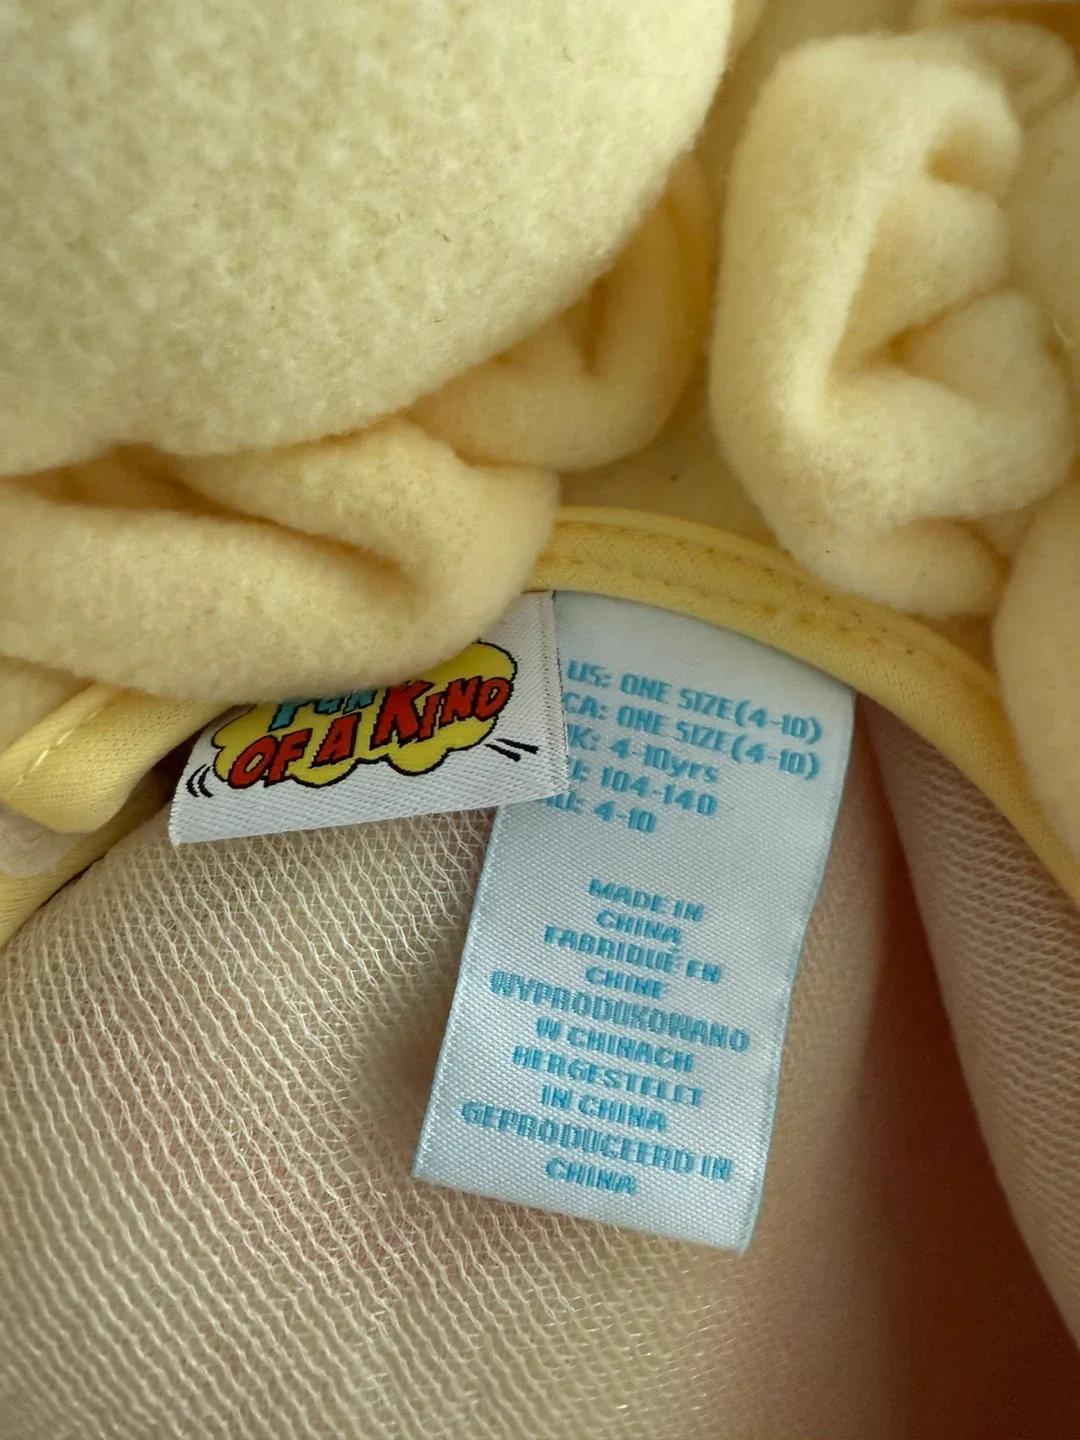 FUN
OF A KIND
US: ONE SIZE (4-10)
CA: ONE SIZE (4-10)
4-10yrs
104-140
4-10
MADE IN
CHINA
FABRIQUÉ EN
CHINE
WYPRODUKOWANO
W CHINACH
HERGESTELLT
IN CHINA
GEPRODUCEERD IN
CHINA